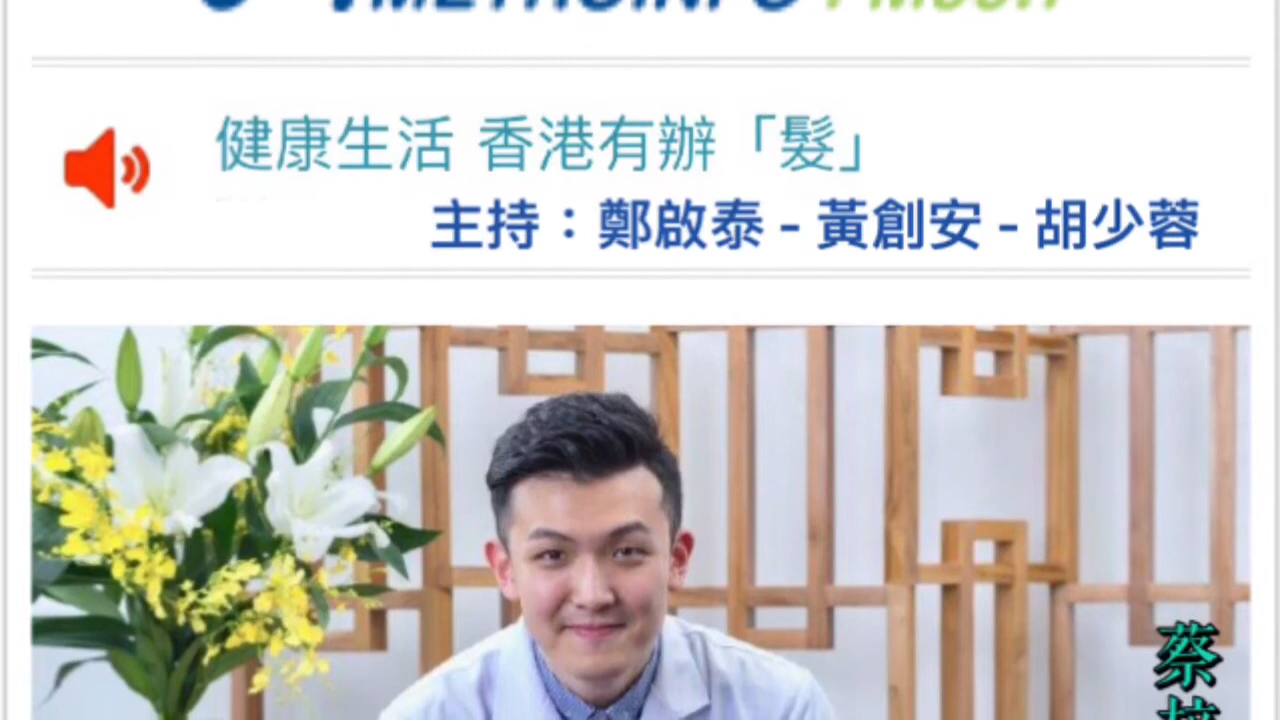 健康生活 香港有辦「髮」
主持：鄭啟泰 - 黃創安 - 胡少蓉
蔡